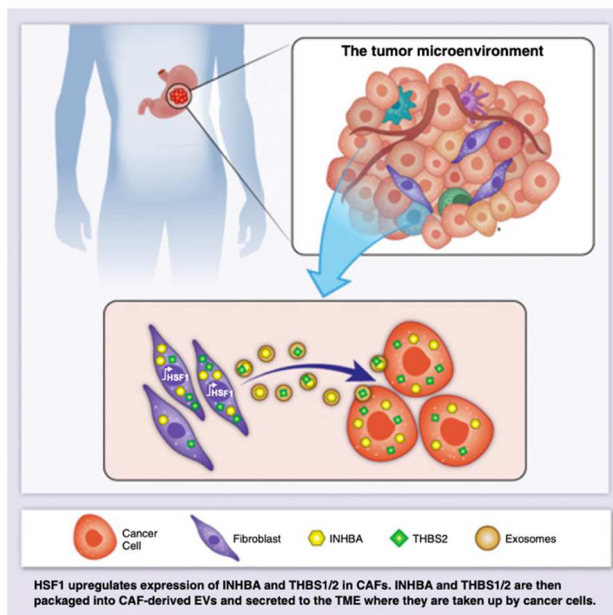 The tumor microenvironment
HSF1
HSF1
Cancer
Cell
Fibroblast
INHBA
THBS2
Exosomes
HSF1 upregulates expression of INHBA and THBS1/2 in CAFs. INHBA and THBS1/2 are then
packaged into CAF-derived EVs and secreted to the TME where they are taken up by cancer cells.